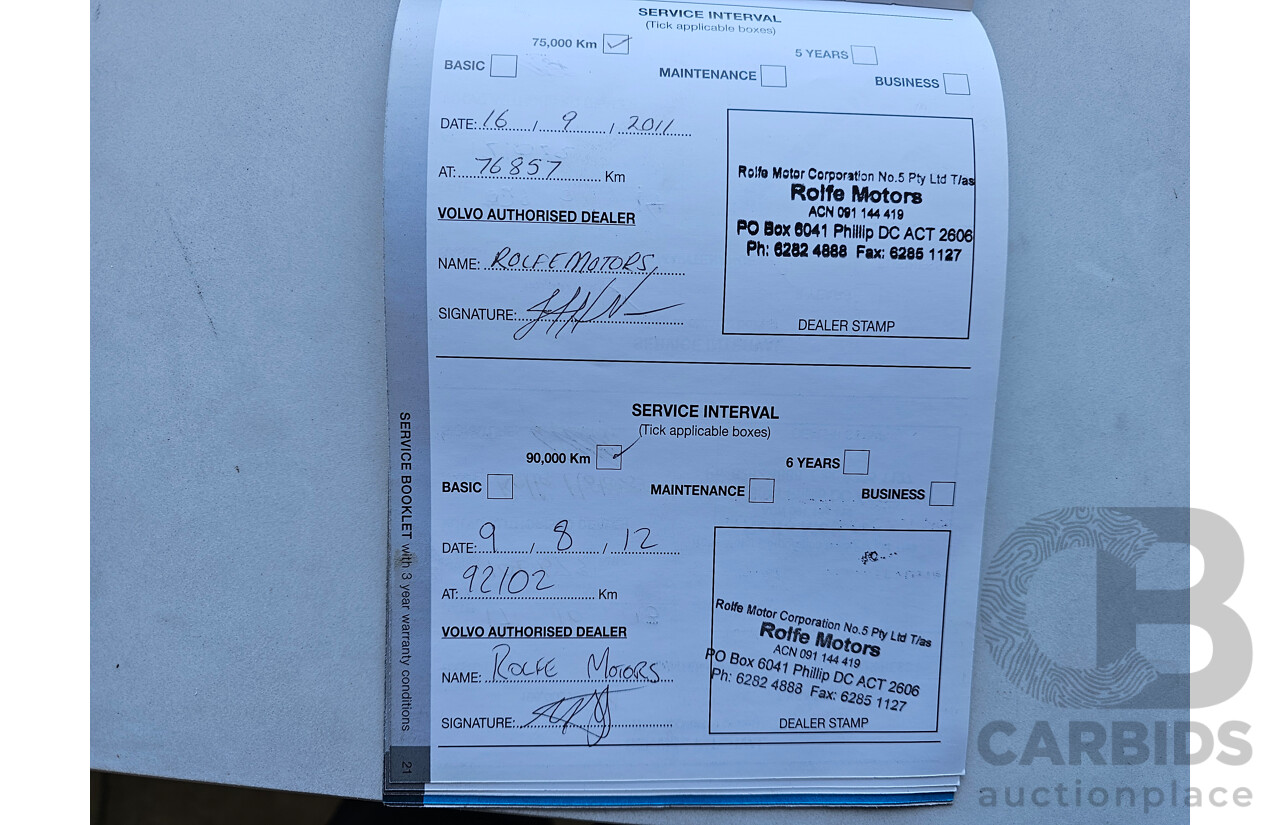 SERVICE INTERVAL
(Tick applicable boxes)
75,000 Km
5 YEARS
BASIC
MAINTENANCE
BUSINESS
DATE: 16 / 9 / 2011
AT: 76857 Km
VOLVO AUTHORISED DEALER
NAME: ROLFE MOTORS
SIGNATURE:
Rolfe Motor Corporation No.5 Pty Ltd T/as
Rolfe Motors
ACN 091 144 419
PO Box 6041 Phillip DC ACT 2606
Ph: 6282 4888 Fax: 6285 1127
DEALER STAMP
SERVICE INTERVAL
(Tick applicable boxes)
90,000 Km
6 YEARS
BASIC
MAINTENANCE
BUSINESS
DATE: 9 / 8 / 12
AT: 92102 Km
VOLVO AUTHORISED DEALER
NAME: ROLFE MOTORS
SIGNATURE:
Rolfe Motor Corporation No.5 Pty Ltd T/as
Rolfe Motors
ACN 091 144 419
PO Box 6041 Phillip DC ACT 2606
Ph: 6282 4888 Fax: 6285 1127
DEALER STAMP
SERVICE BOOKLET with 3 year warranty conditions
21
CB
CARBIDS
auctionplace